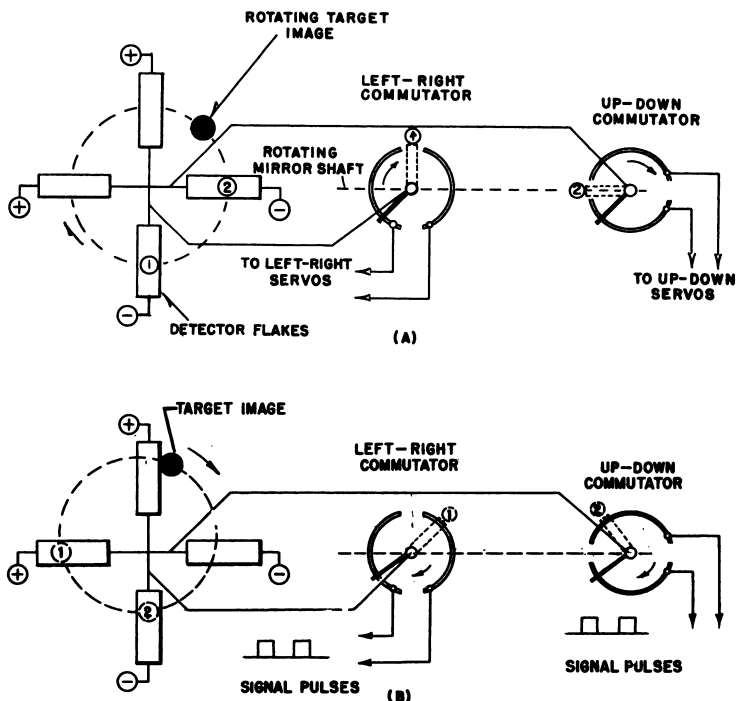 ROTATING TARGET
IMAGE
LEFT-RIGHT
COMMUTATOR
UP-DOWN
COMMUTATOR
ROTATING
MIRROR SHAFT
+
+
−
−
1
2
1
2
TO LEFT-RIGHT
SERVOS
TO UP-DOWN
SERVOS
DETECTOR FLAKES
(A)
TARGET IMAGE
LEFT-RIGHT
COMMUTATOR
UP-DOWN
COMMUTATOR
+
+
−
−
1
2
1
2
SIGNAL PULSES
SIGNAL PULSES
(B)